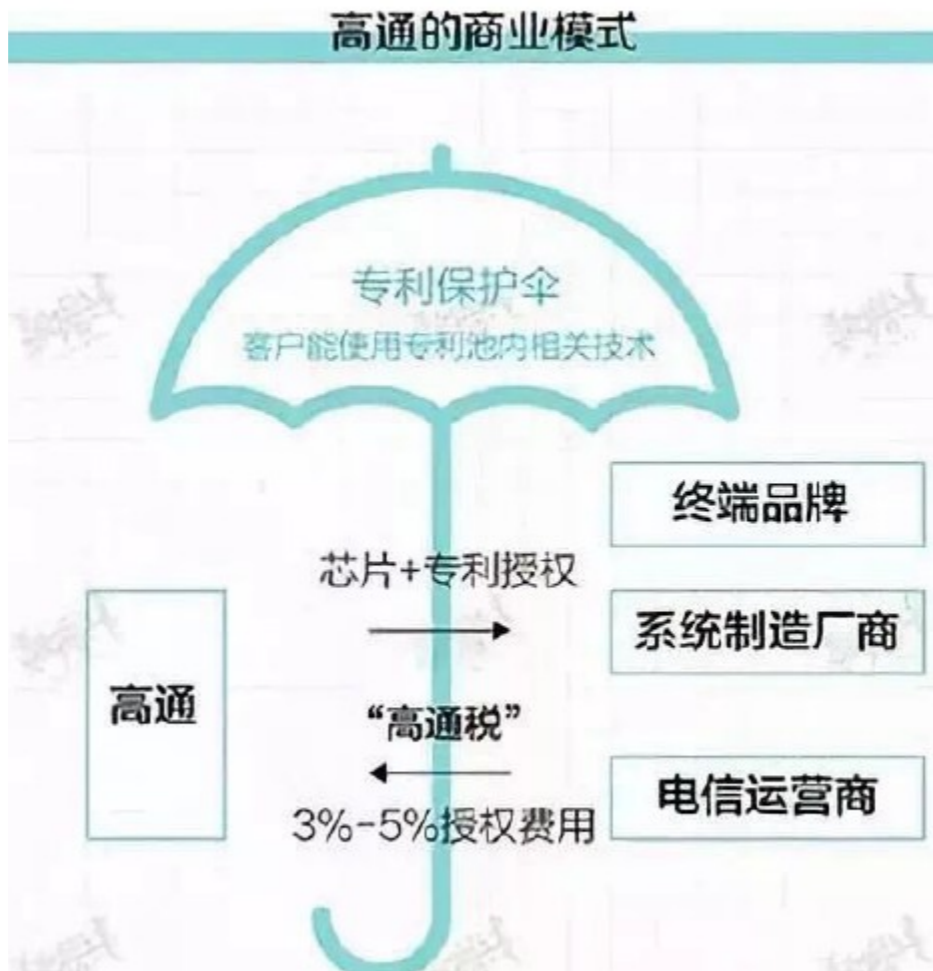 高通的商业模式
专利保护伞
客户能使用专利池内相关技术
终端品牌
芯片+专利授权
系统制造厂商
高通
“高通税”
电信运营商
3%-5%授权费用